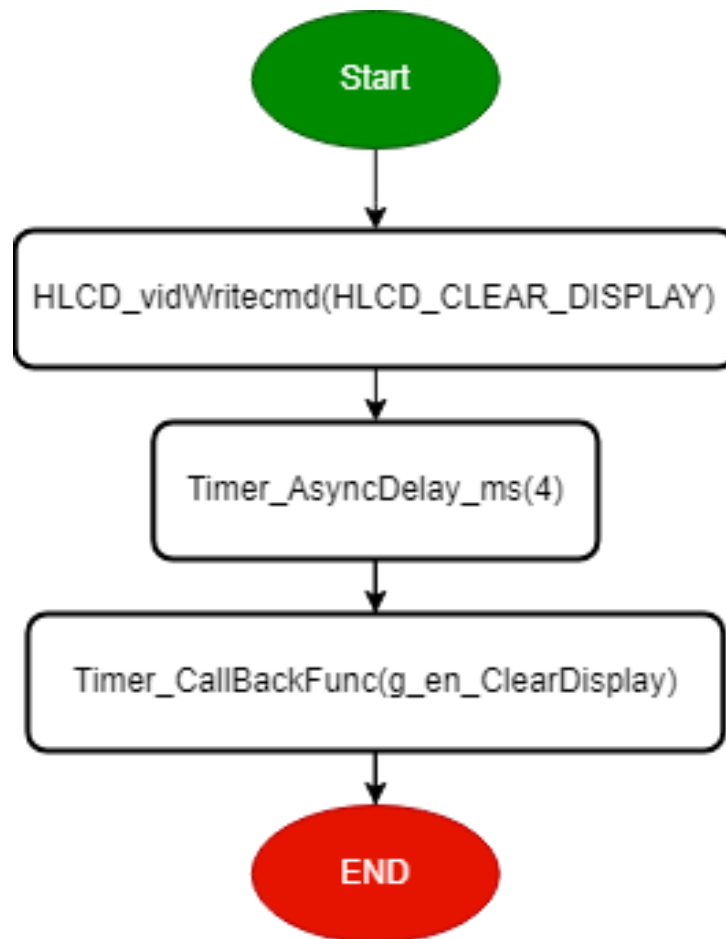 Start
HLCD_vidWritecmd(HLCD_CLEAR_DISPLAY)
Timer_AsyncDelay_ms(4)
Timer_CallBackFunc(g_en_ClearDisplay)
END